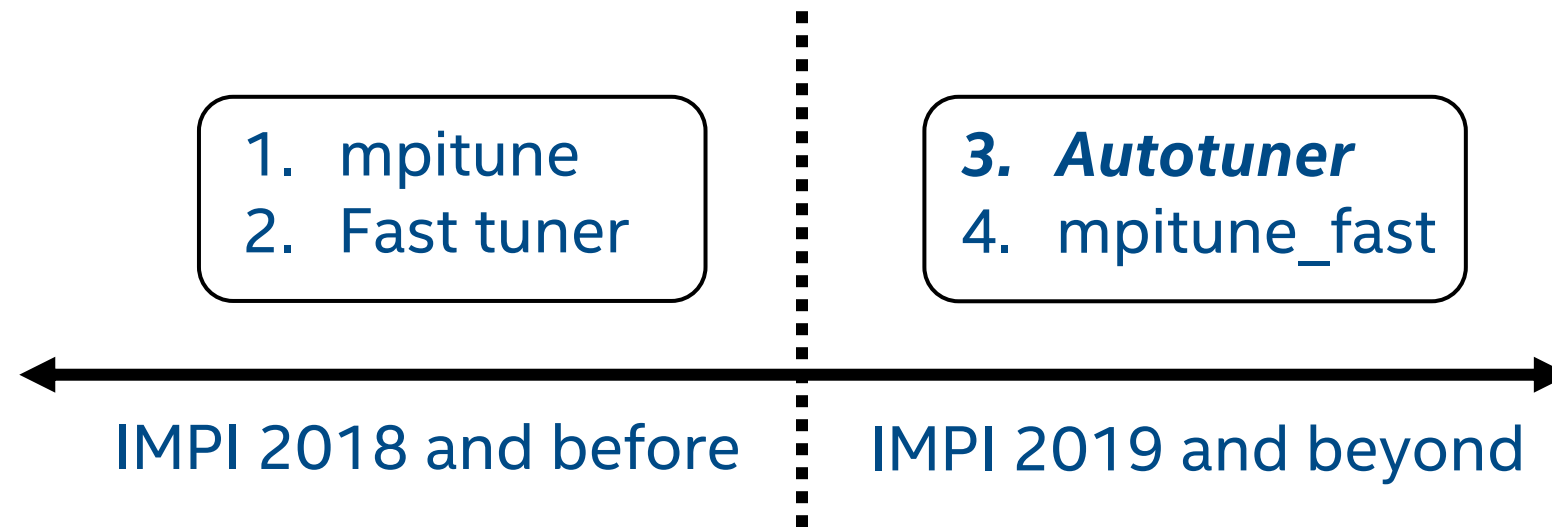 1. mpitune
2. Fast tuner
3. Autotuner
4. mpitune_fast
IMPI 2018 and before
IMPI 2019 and beyond